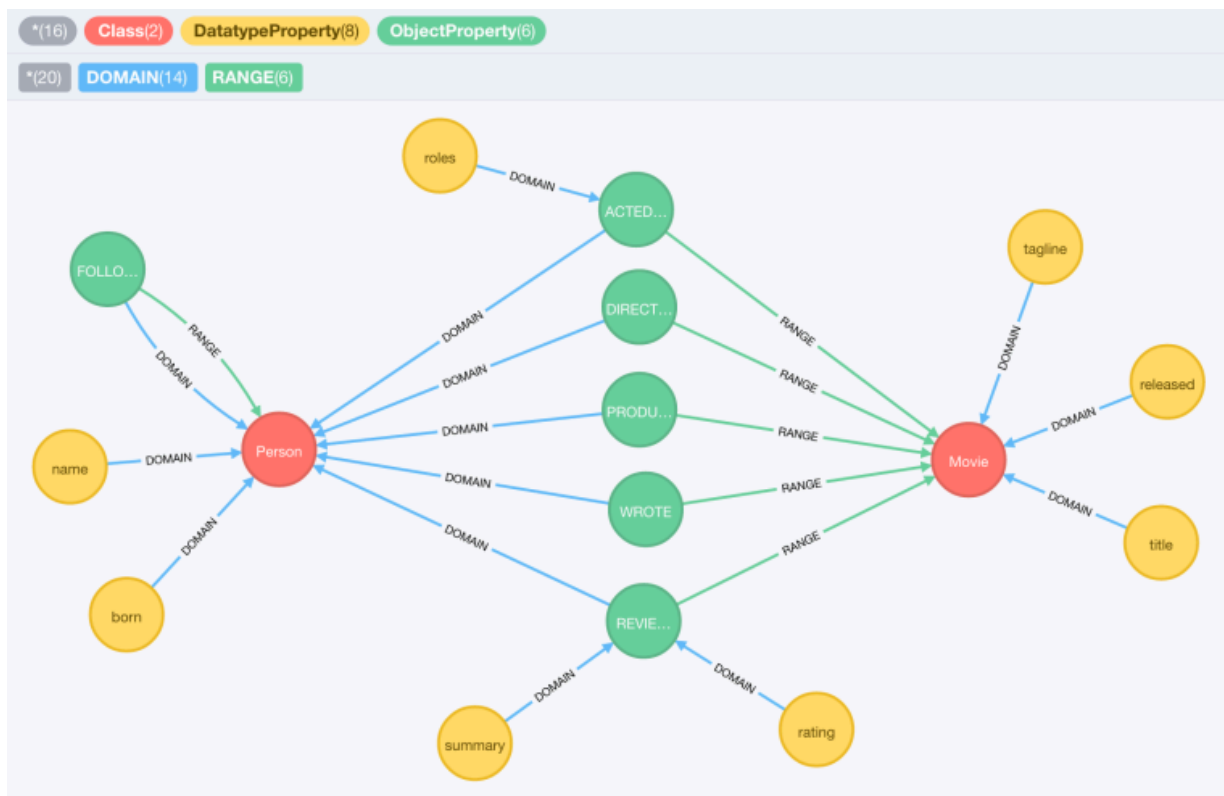 *(16) Class(2) DatatypeProperty(8) ObjectProperty(6)
*(20) DOMAIN(14) RANGE(6)
roles
DOMAIN
ACTED...
tagline
FOLLO...
DIRECT...
RANGE
DOMAIN
RANGE
DOMAIN
DOMAIN
DOMAIN
RANGE
released
PRODU...
DOMAIN
DOMAIN
RANGE
Person
Movie
name
DOMAIN
DOMAIN
RANGE
WROTE
DOMAIN
title
DOMAIN
DOMAIN
RANGE
born
REVIE...
DOMAIN
DOMAIN
summary
rating